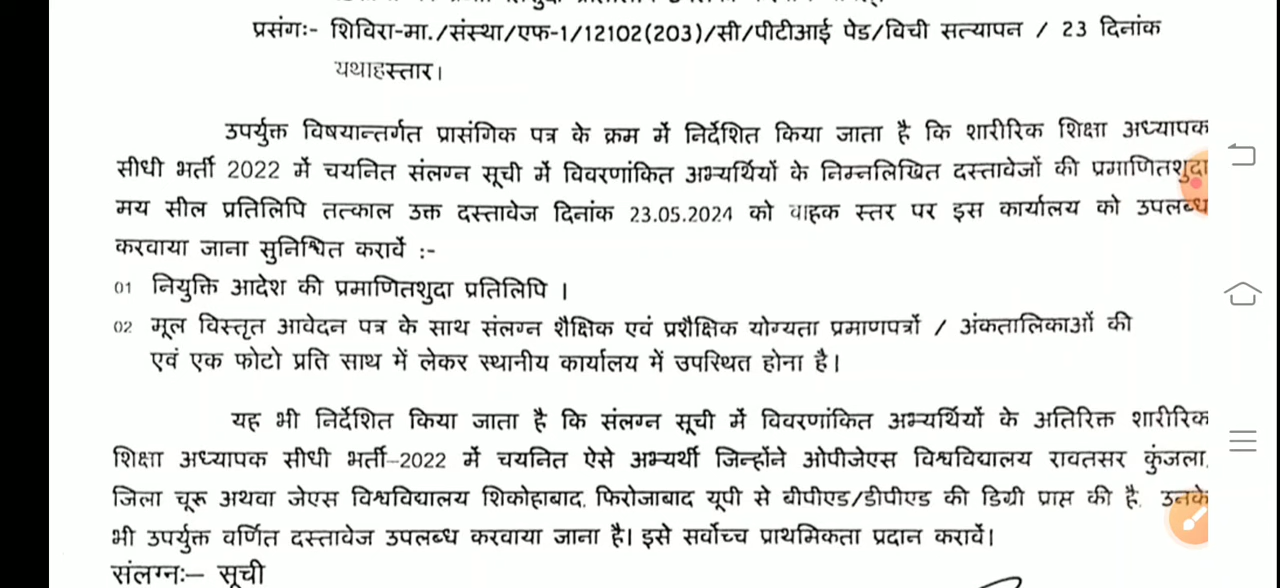 प्रसंगः- शिविरा-मा./संस्था/एफ-1/12102(203)/सी/पीटीआई पेड/विची सत्यापन / 23 दिनांक
यथाहस्तार।
उपर्युक्त विषयान्तर्गत प्रासंगिक पत्र के क्रम में निर्देशित किया जाता है कि शारीरिक शिक्षा अध्यापक
सीधी भर्ती 2022 में चयनित संलग्न सूची में विवरणांकित अभ्यर्थियों के निम्नलिखित दस्तावेजों की प्रमाणितशुदा
मय सील प्रतिलिपि तत्काल उक्त दस्तावेज दिनांक 23.05.2024 को वाहक स्तर पर इस कार्यालय को उपलब्ध
करवाया जाना सुनिश्चित करावें :-
01 नियुक्ति आदेश की प्रमाणितशुदा प्रतिलिपि ।
02 मूल विस्तृत आवेदन पत्र के साथ संलग्न शैक्षिक एवं प्रशैक्षिक योग्यता प्रमाणपत्रों / अंकतालिकाओं की
एवं एक फोटो प्रति साथ में लेकर स्थानीय कार्यालय में उपस्थित होना है।
यह भी निर्देशित किया जाता है कि संलग्न सूची में विवरणांकित अभ्यर्थियों के अतिरिक्त शारीरिक
शिक्षा अध्यापक सीधी भर्ती-2022 में चयनित ऐसे अभ्यर्थी जिन्होंने ओपीजेएस विश्वविद्यालय रावतसर कुंजला,
जिला चूरू अथवा जेएस विश्वविद्यालय शिकोहाबाद, फिरोजाबाद यूपी से बीपीएड/डीपीएड की डिग्री प्राप्त की है, उनके
भी उपर्युक्त वर्णित दस्तावेज उपलब्ध करवाया जाना है। इसे सर्वोच्च प्राथमिकता प्रदान करावें।
संलग्नः– सूची